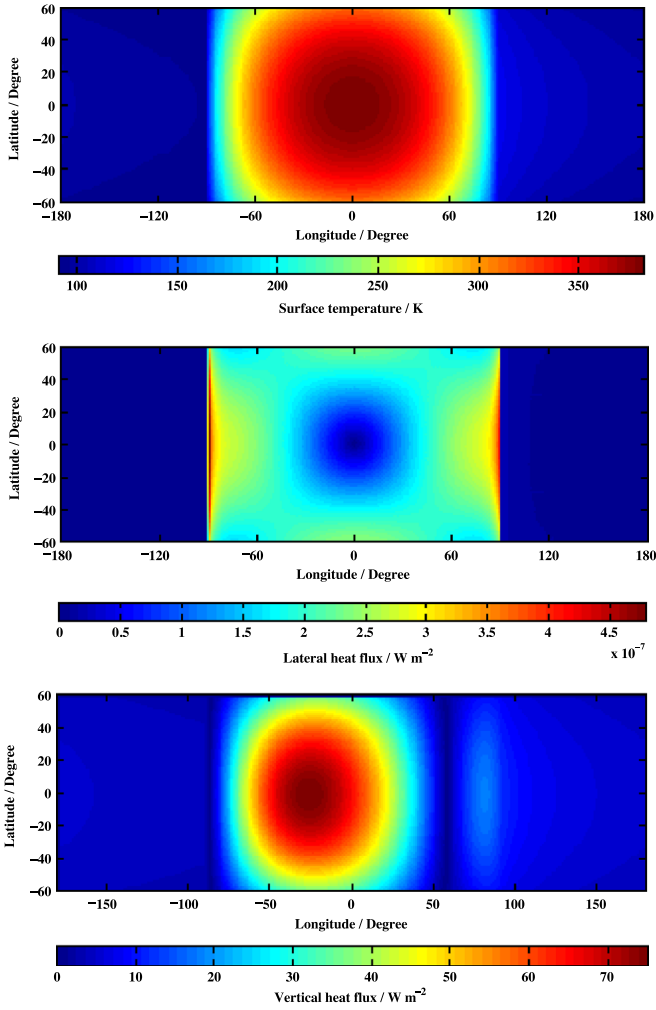 60
40
20
0
−20
−40
−60
Latitude / Degree
−180 −120 −60 0 60 120 180
Longitude / Degree
100 150 200 250 300 350
Surface temperature / K
60
40
20
0
−20
−40
−60
Latitude / Degree
−180 −120 −60 0 60 120 180
Longitude / Degree
0 0.5 1 1.5 2 2.5 3 3.5 4 4.5
x 10⁻⁷
Lateral heat flux / W m⁻²
60
40
20
0
−20
−40
−60
Latitude / Degree
−150 −100 −50 0 50 100 150
Longitude / Degree
0 10 20 30 40 50 60 70
Vertical heat flux / W m⁻²